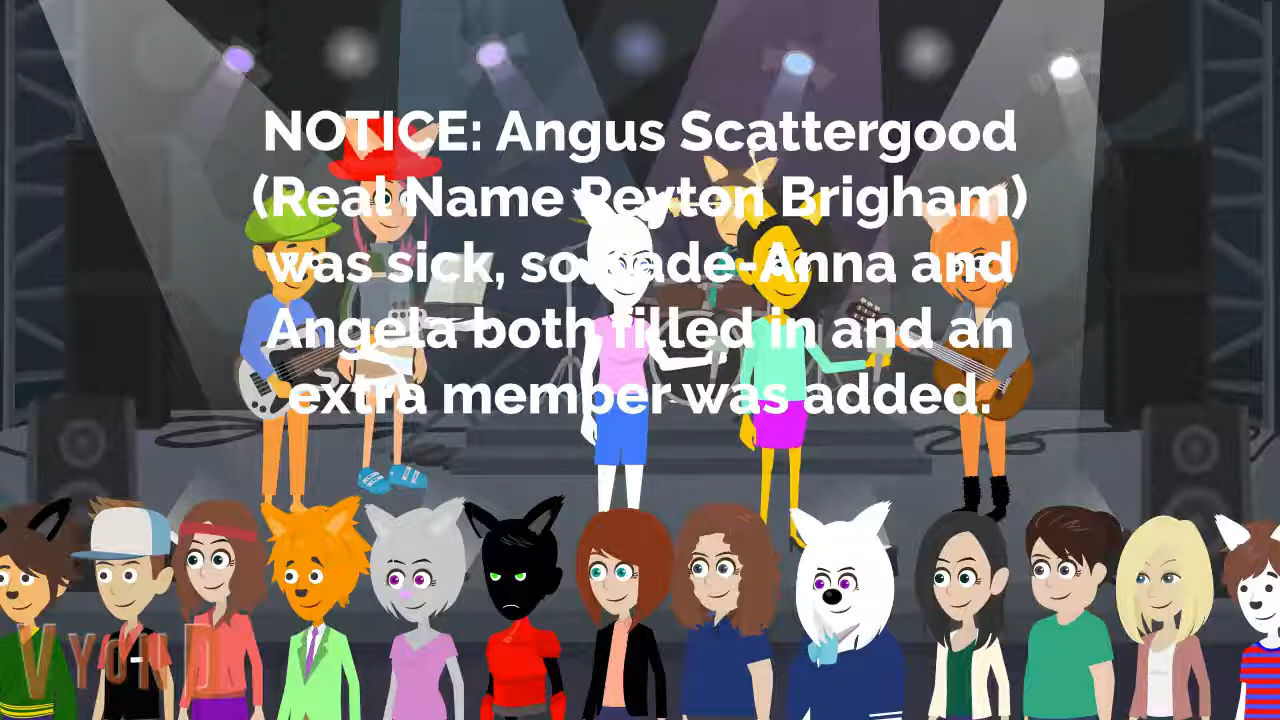 NOTICE: Angus Scattergood
(Real Name Peyton Brigham)
was sick, so Jade-Anna and
Angela both filled in and an
extra member was added.
VYOND